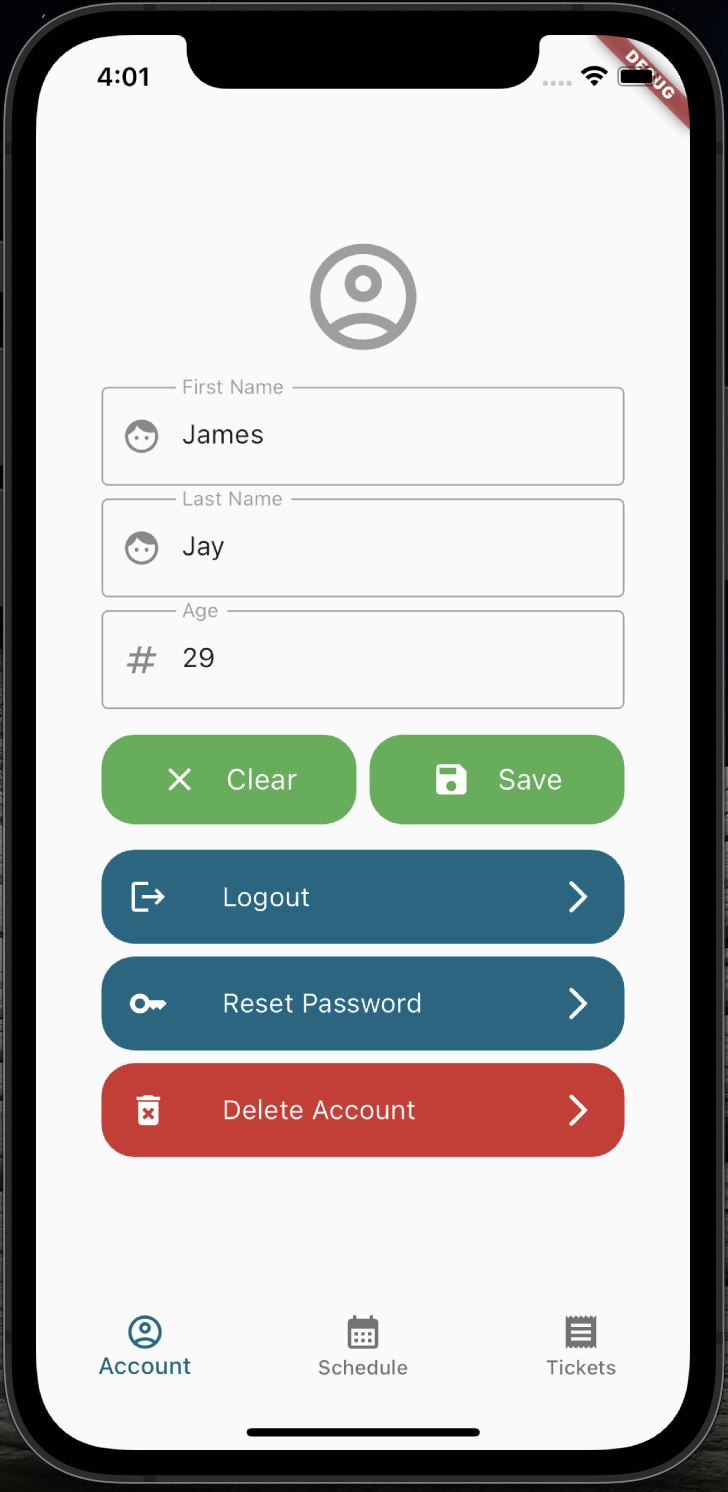 4:01
DEBUG
First Name
James
Last Name
Jay
Age
# 29
Clear
Save
Logout
Reset Password
Delete Account
Account
Schedule
Tickets